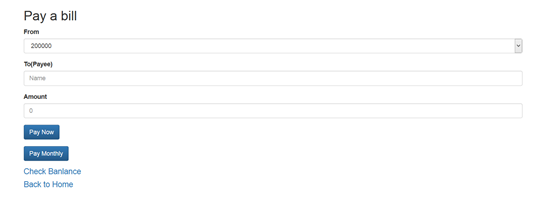 Pay a bill
From
200000
To(Payee)
Name
Amount
0
Pay Now
Pay Monthly
Check Banlance
Back to Home